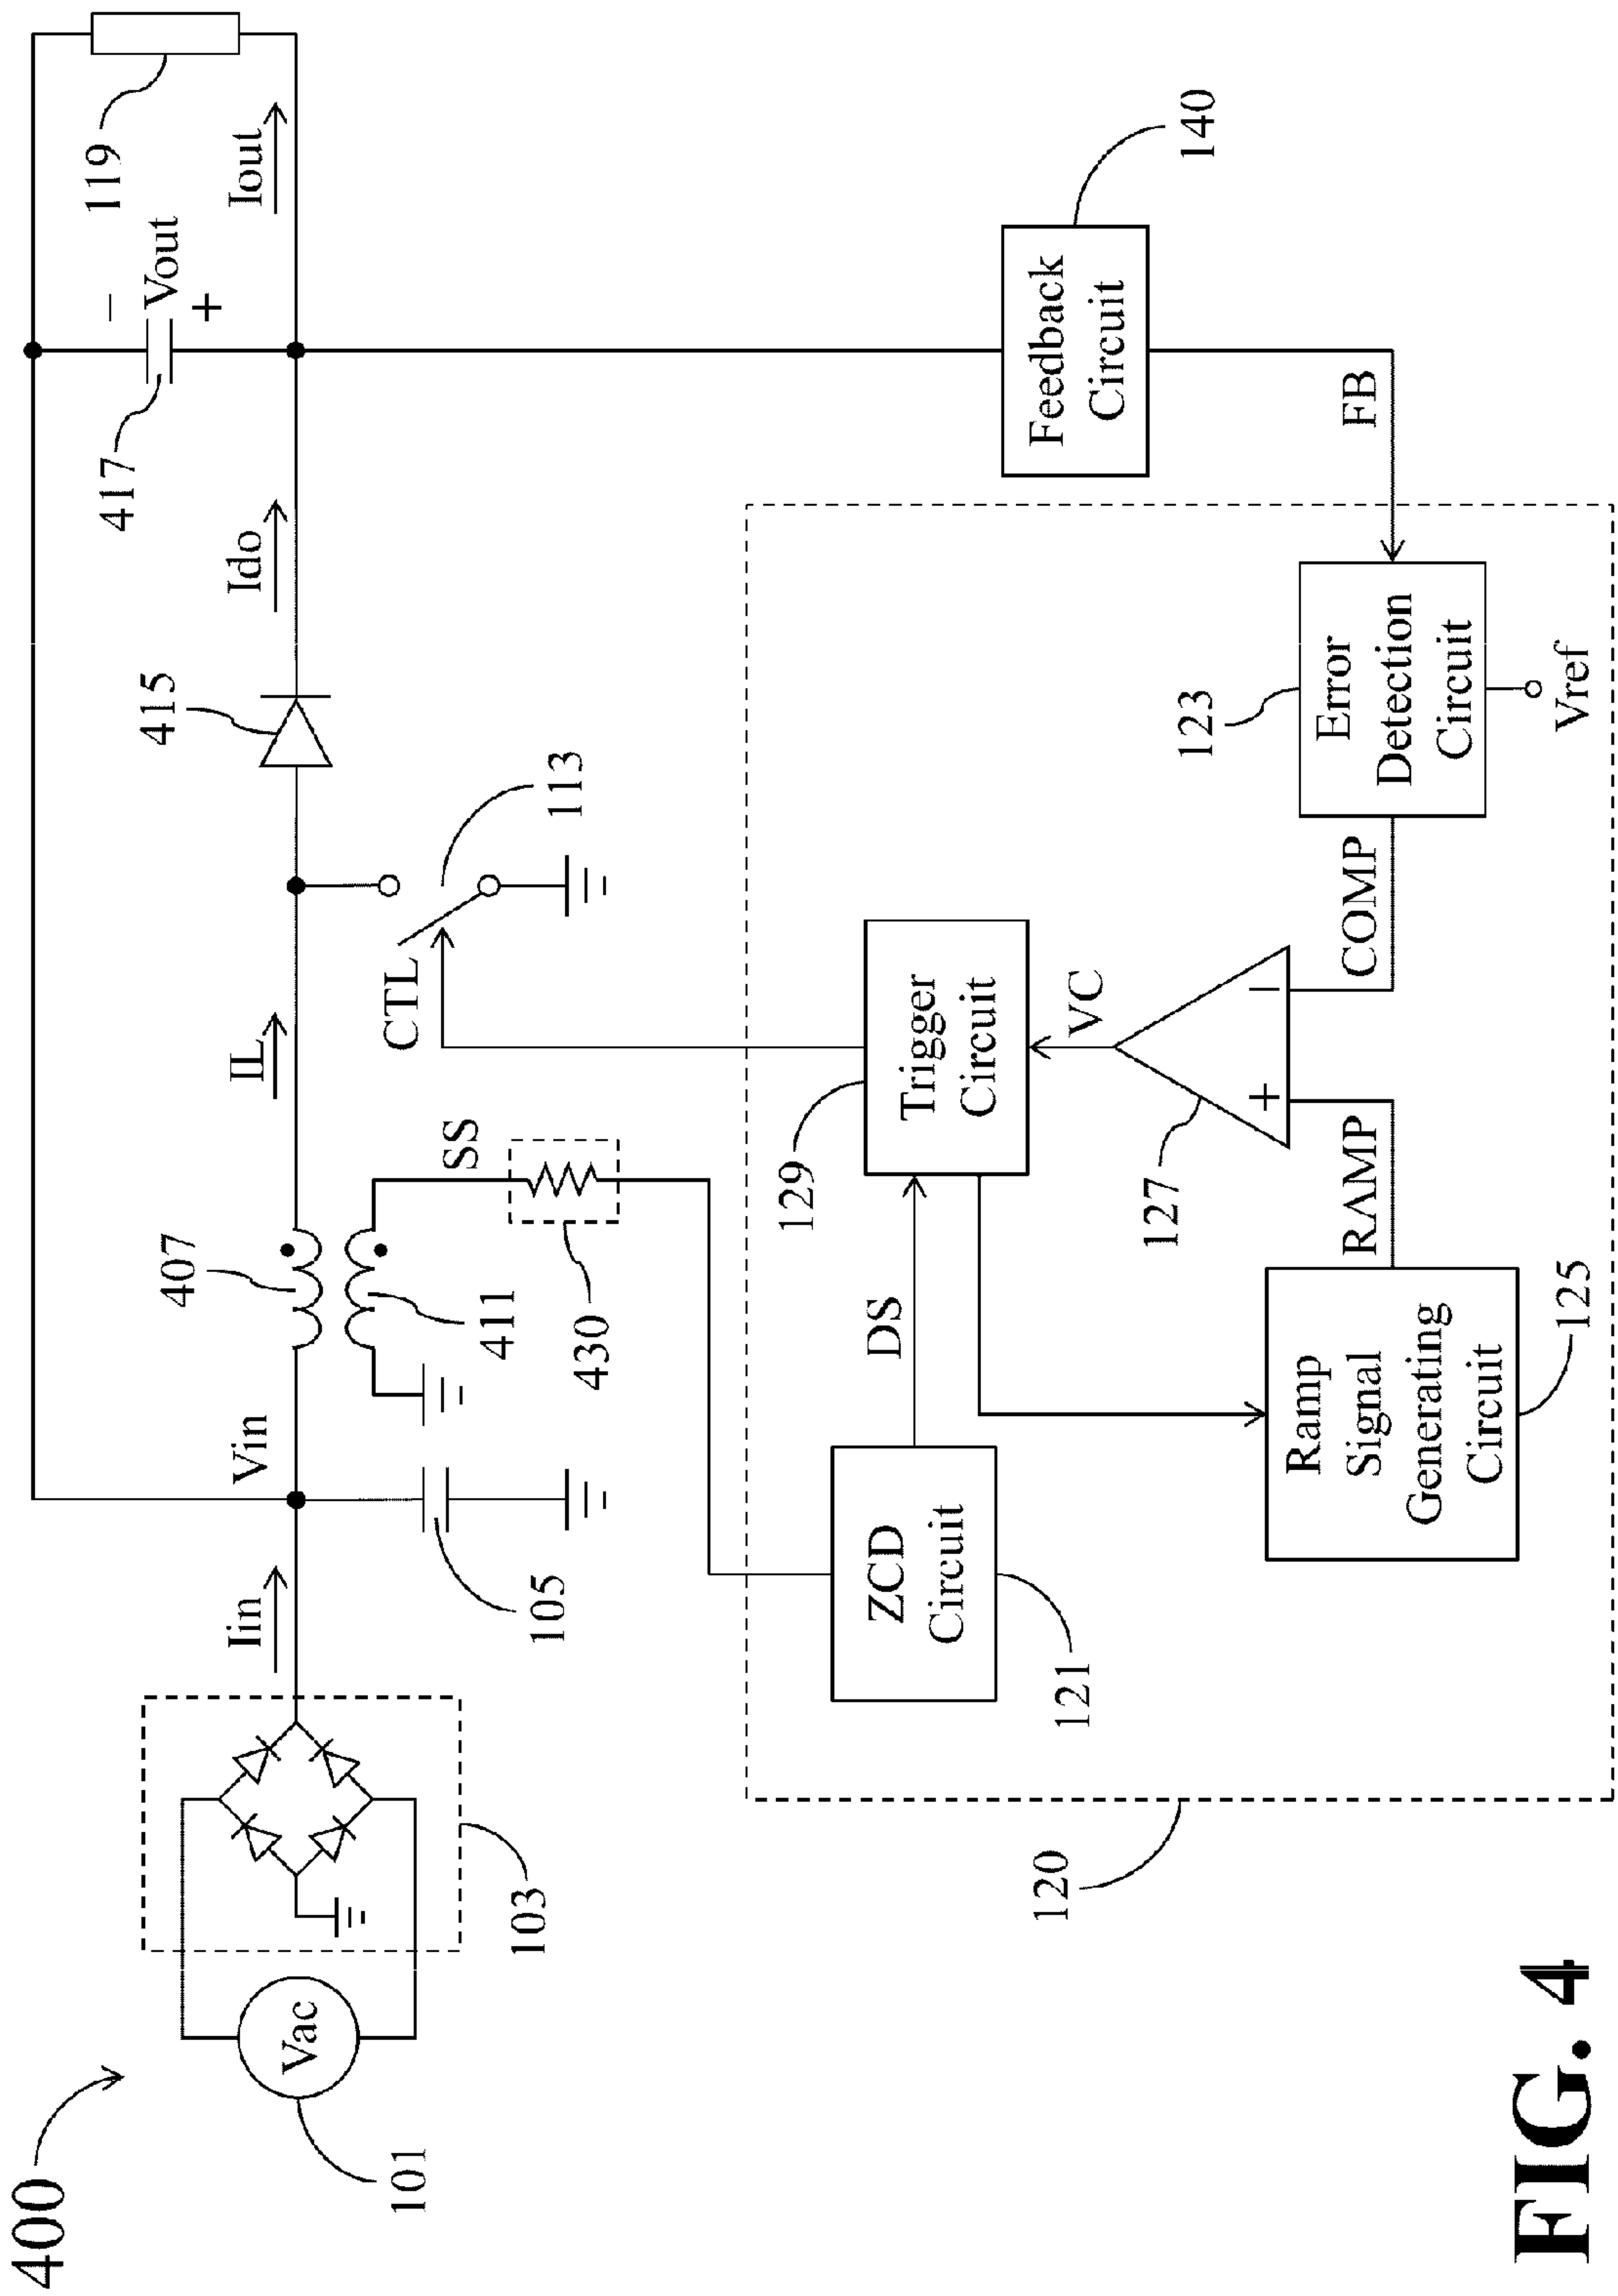 400
Vac
101
103
Iin
Vin
105
407
411
IL
SS
430
415
Ido
CTL
113
417
−
Vout
+
Iout
119
120
ZCD
Circuit
121
DS
Trigger
Circuit
129
VC
127
+
−
RAMP
COMP
Ramp
Signal
Generating
Circuit
125
Error
Detection
Circuit
123
Vref
FB
Feedback
Circuit
140
FIG. 4